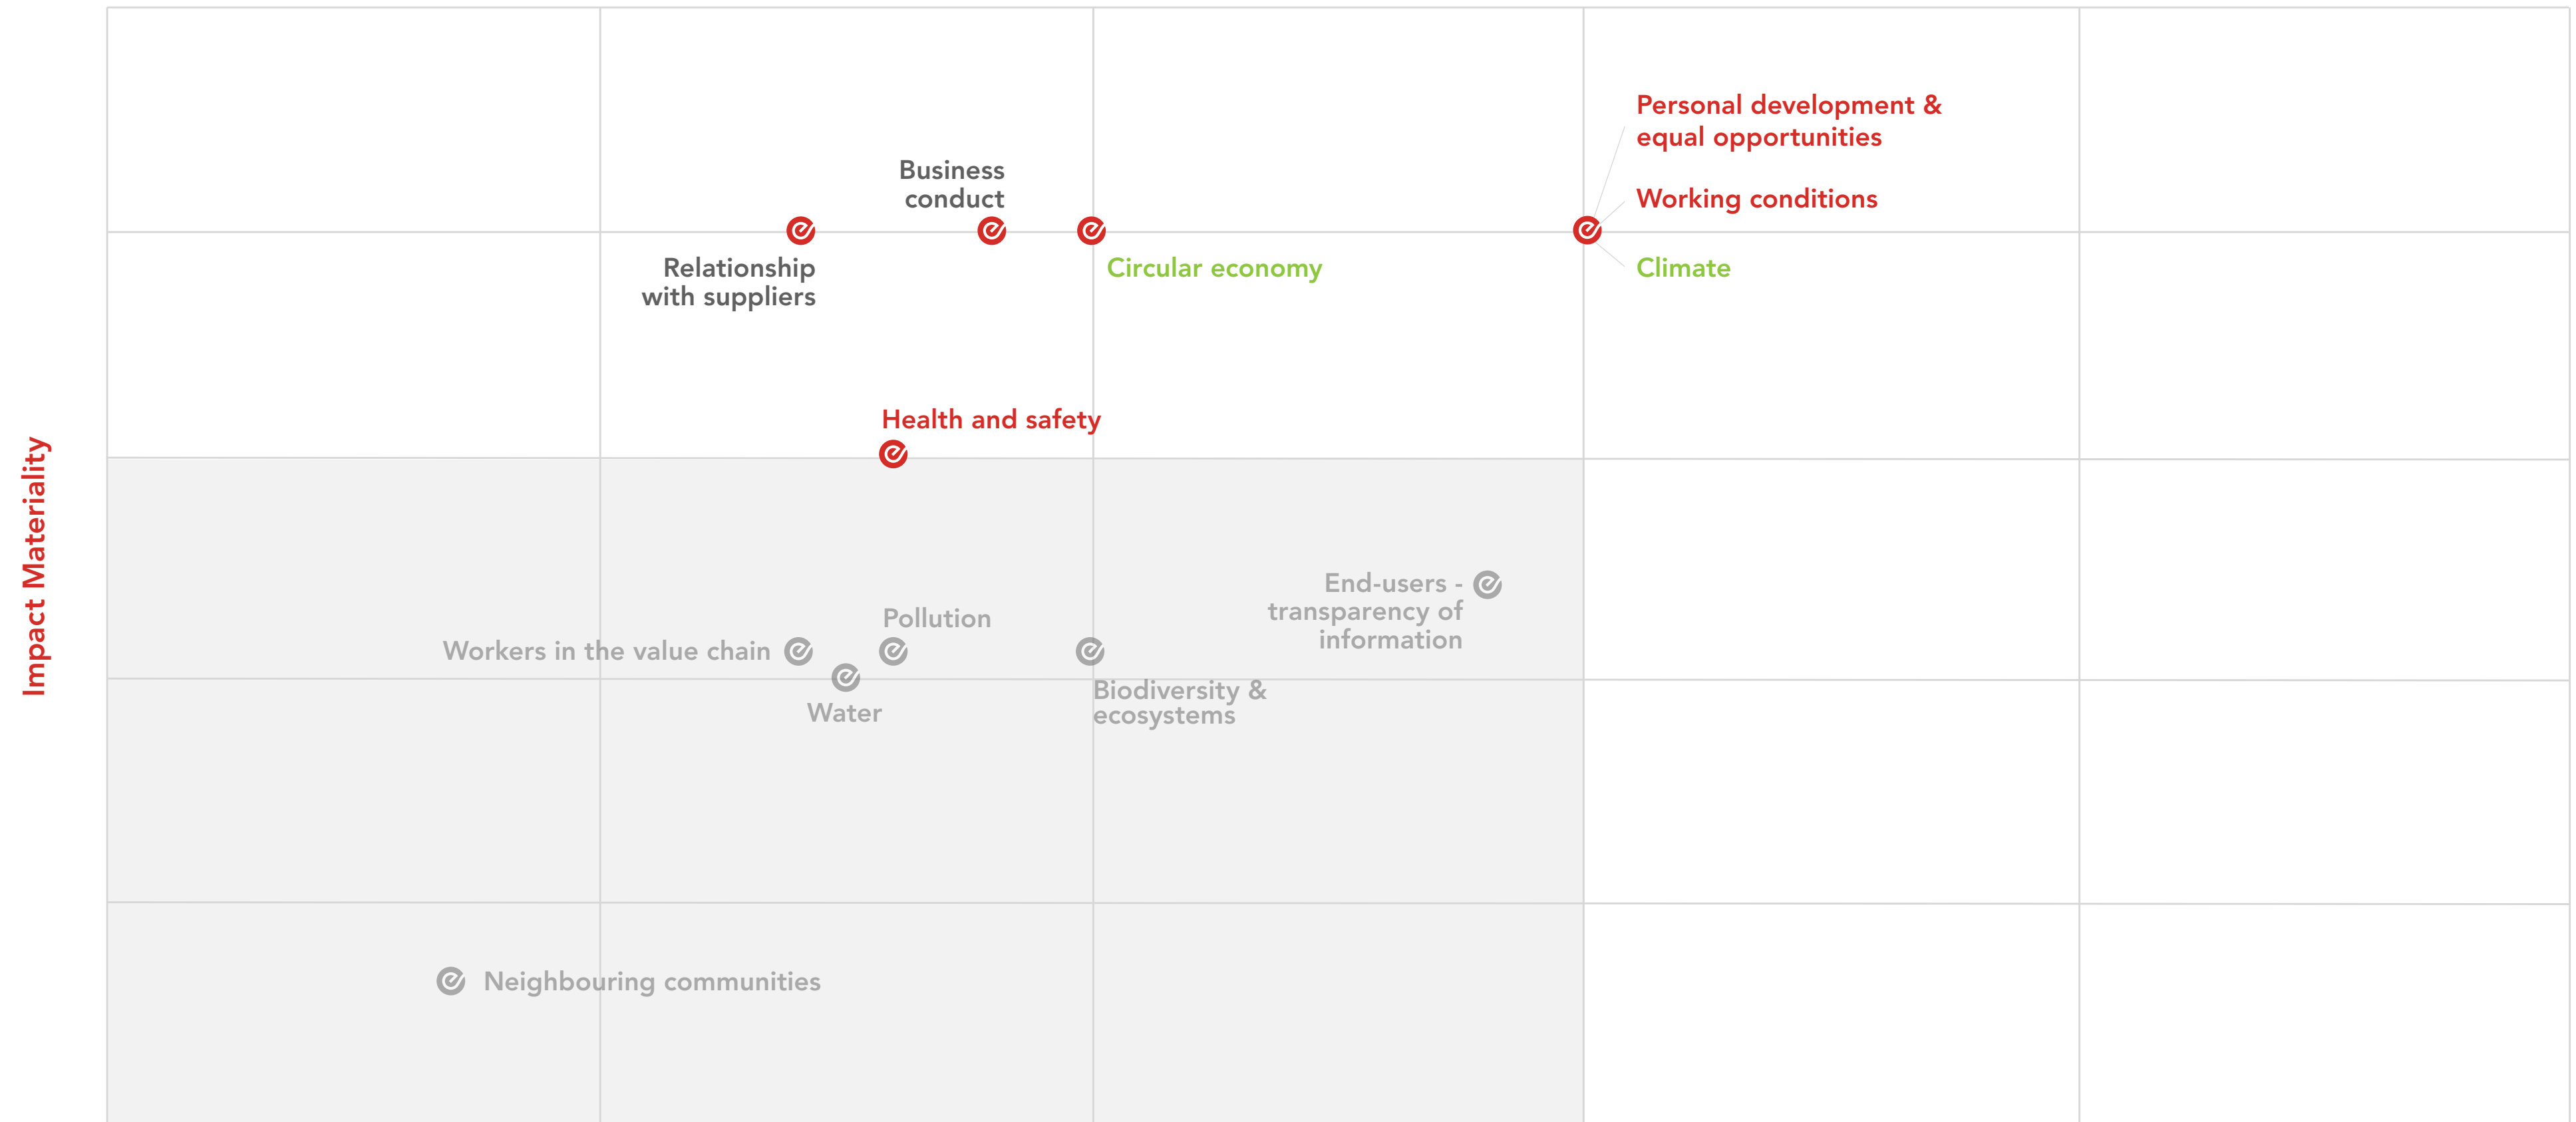 Personal development &
equal opportunities
Business
conduct
Working conditions
Relationship
with suppliers
Circular economy
Climate
Health and safety
Impact Materiality
End-users -
transparency of
information
Pollution
Workers in the value chain
Biodiversity &
ecosystems
Water
Neighbouring communities